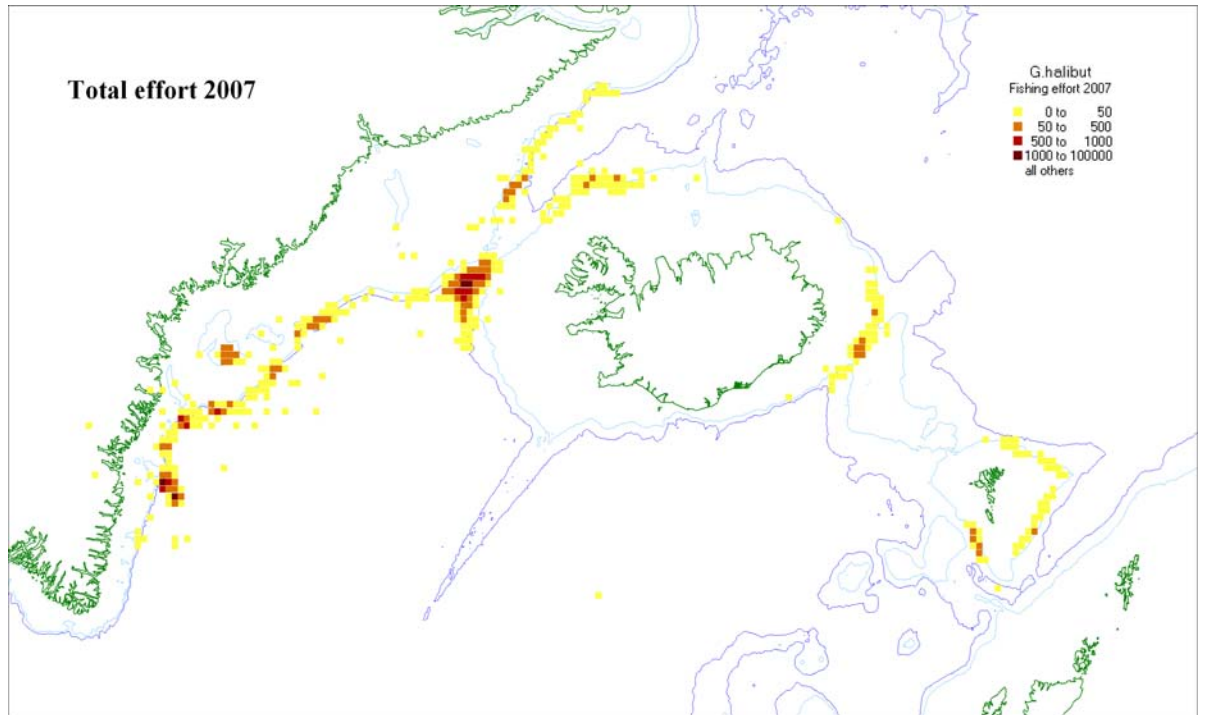 Total effort 2007
G.halibut
Fishing effort 2007
0 to 50
50 to 500
500 to 1000
1000 to 100000
all others